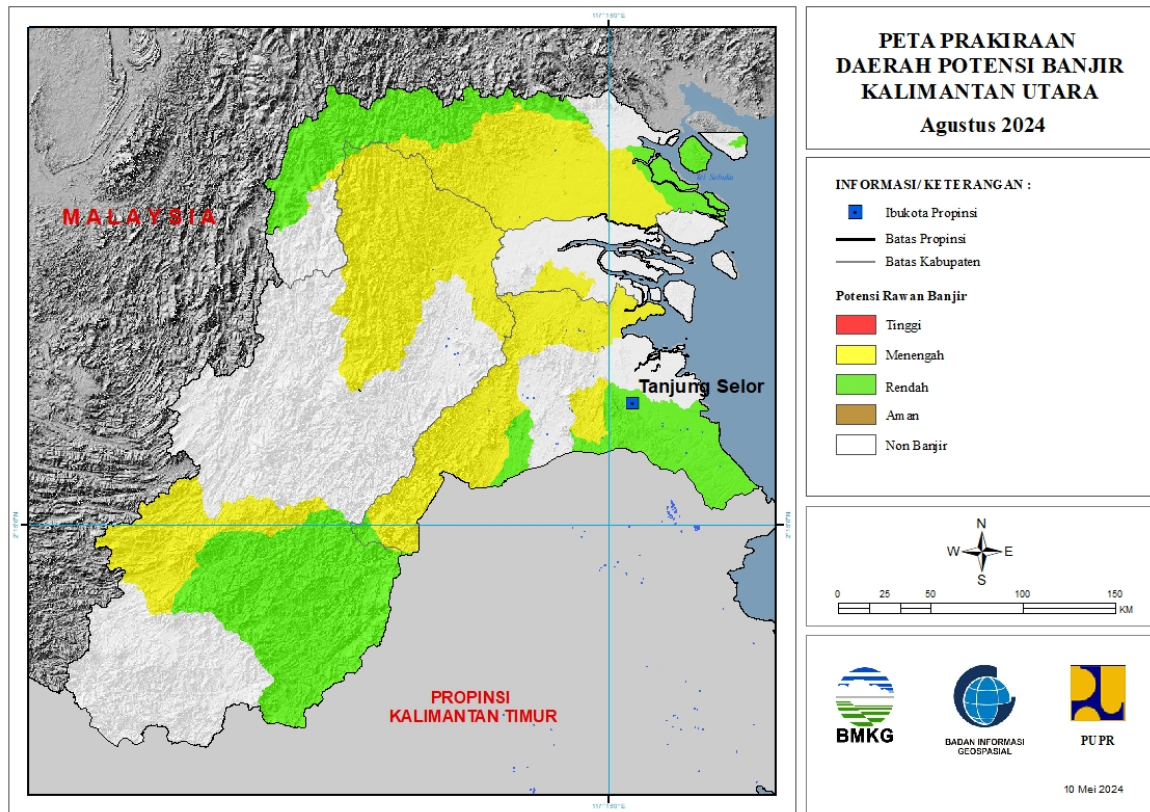 PETA PRAKIRAAN
DAERAH POTENSI BANJIR
KALIMANTAN UTARA
Agustus 2024
INFORMASI/ KETERANGAN :
Ibukota Propinsi
Batas Propinsi
Batas Kabupaten
Potensi Rawan Banjir
Tinggi
Menengah
Rendah
Aman
Non Banjir
N
W E
S
0 25 50 100 150
KM
BMKG
BADAN INFORMASI
GEOSPASIAL
PUPR
10 Mei 2024
MALAYSIA
Tanjung Selor
PROPINSI
KALIMANTAN TIMUR